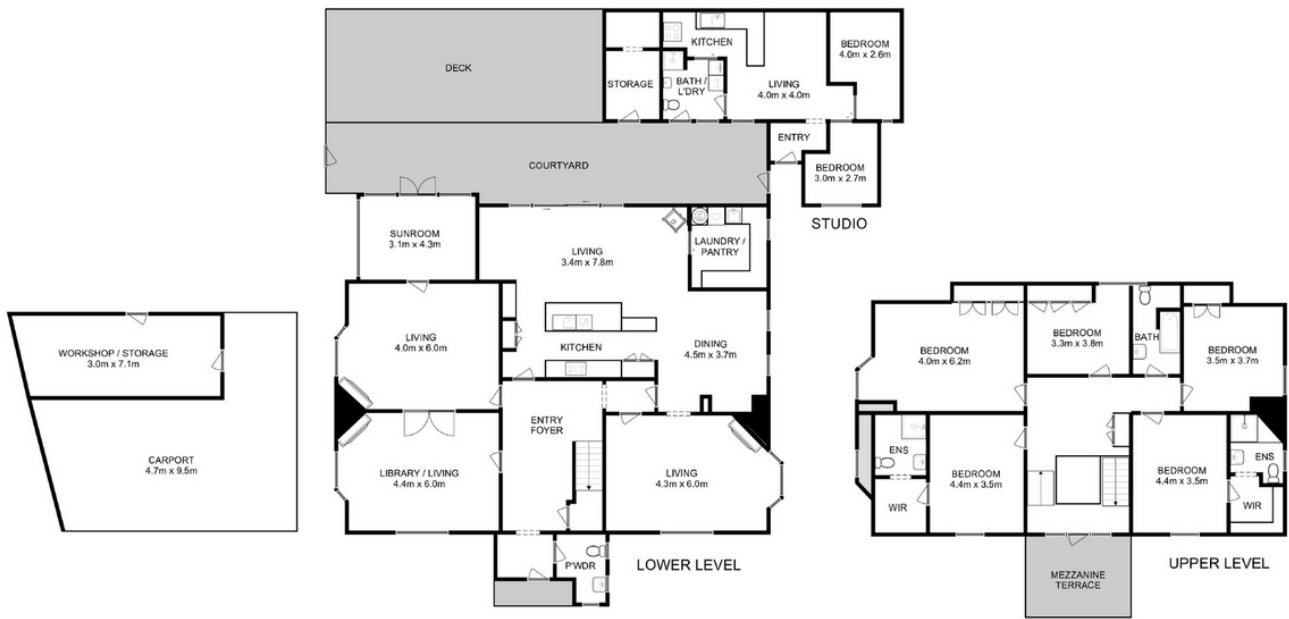 DECK
STORAGE
KITCHEN
BATH /
L'DRY
LIVING
4.0m x 4.0m
BEDROOM
4.0m x 2.6m
ENTRY
BEDROOM
3.0m x 2.7m
STUDIO
COURTYARD
SUNROOM
3.1m x 4.3m
LIVING
3.4m x 7.8m
LAUNDRY /
PANTRY
LIVING
4.0m x 6.0m
KITCHEN
DINING
4.5m x 3.7m
ENTRY
FOYER
LIBRARY / LIVING
4.4m x 6.0m
LIVING
4.3m x 6.0m
P'WDR
LOWER LEVEL
WORKSHOP / STORAGE
3.0m x 7.1m
CARPORT
4.7m x 9.5m
BEDROOM
4.0m x 6.2m
BEDROOM
3.3m x 3.8m
BATH
BEDROOM
3.5m x 3.7m
ENS
WIR
BEDROOM
4.4m x 3.5m
BEDROOM
4.4m x 3.5m
ENS
WIR
MEZZANINE
TERRACE
UPPER LEVEL